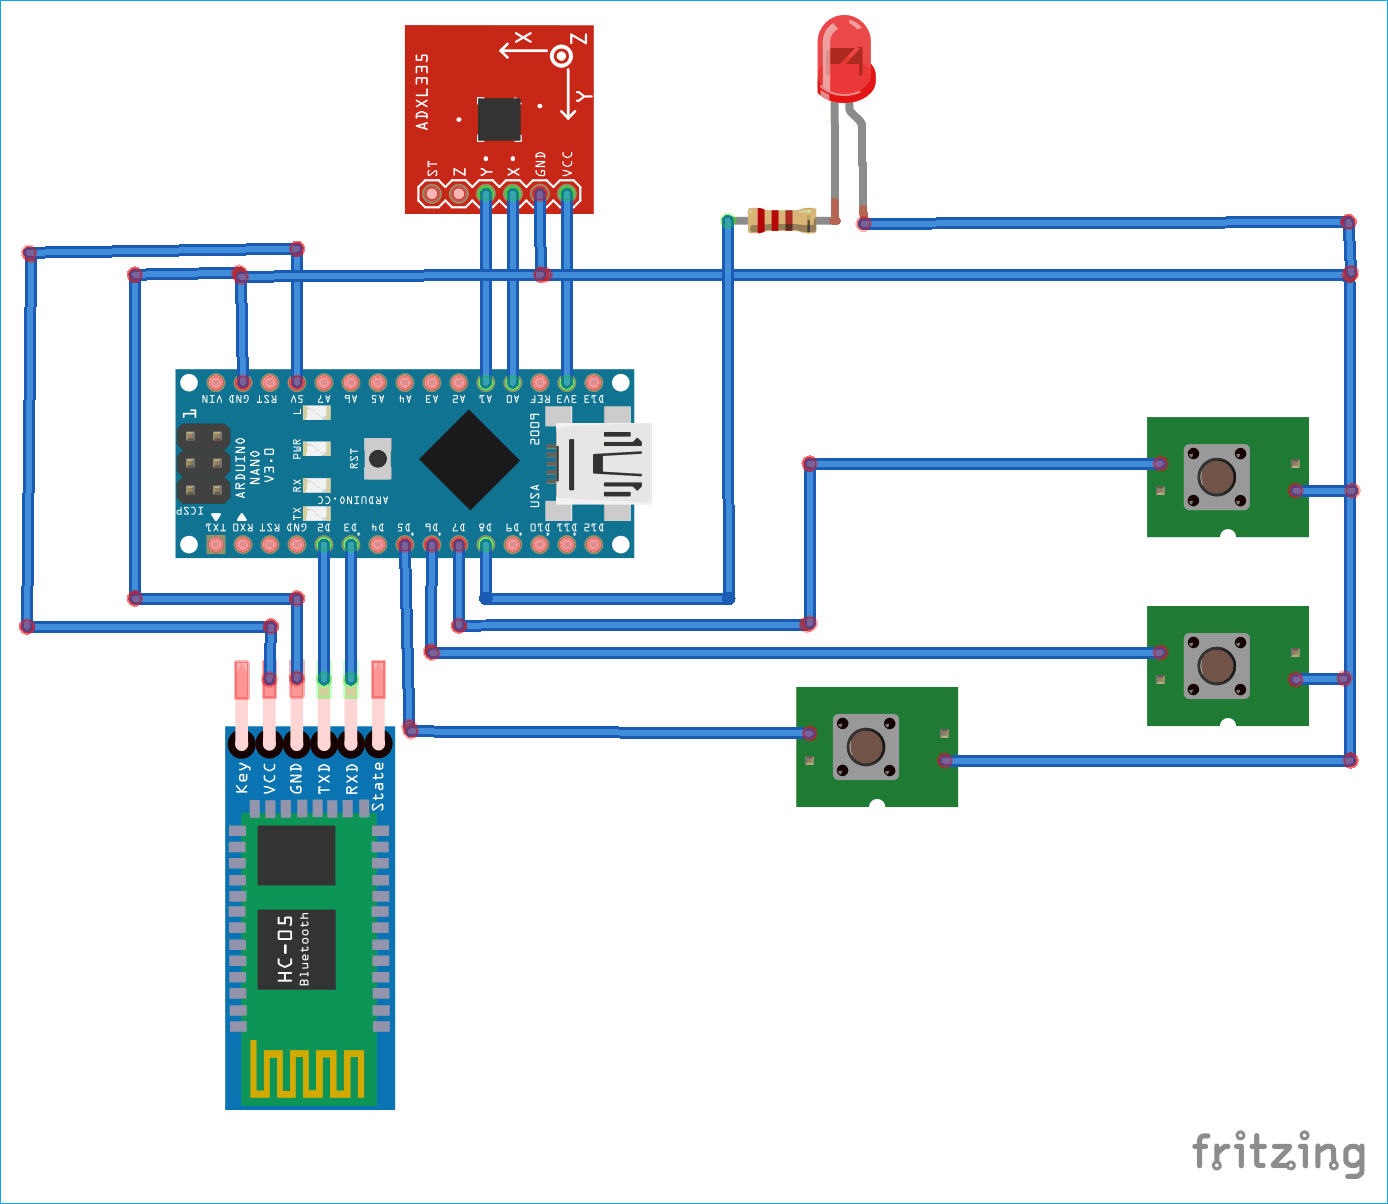 ADXL335
X
Z
Y
ST
Z
Y
X
GND
VCC
VIN
GND
RST
5V
A7
A6
A5
A4
A3
A2
A1
A0
REF
3V3
D13
1
L
PWR
RX
TX
ARDUINO
NANO
V3.0
RST
ARDUINO.CC
ICSP
USA
TX1
RX0
RST
GND
D2
D3
D4
D5
D6
D7
D8
D9
D10
D11
D12
Key
VCC
GND
TXD
RXD
State
HC-05
Bluetooth
fritzing